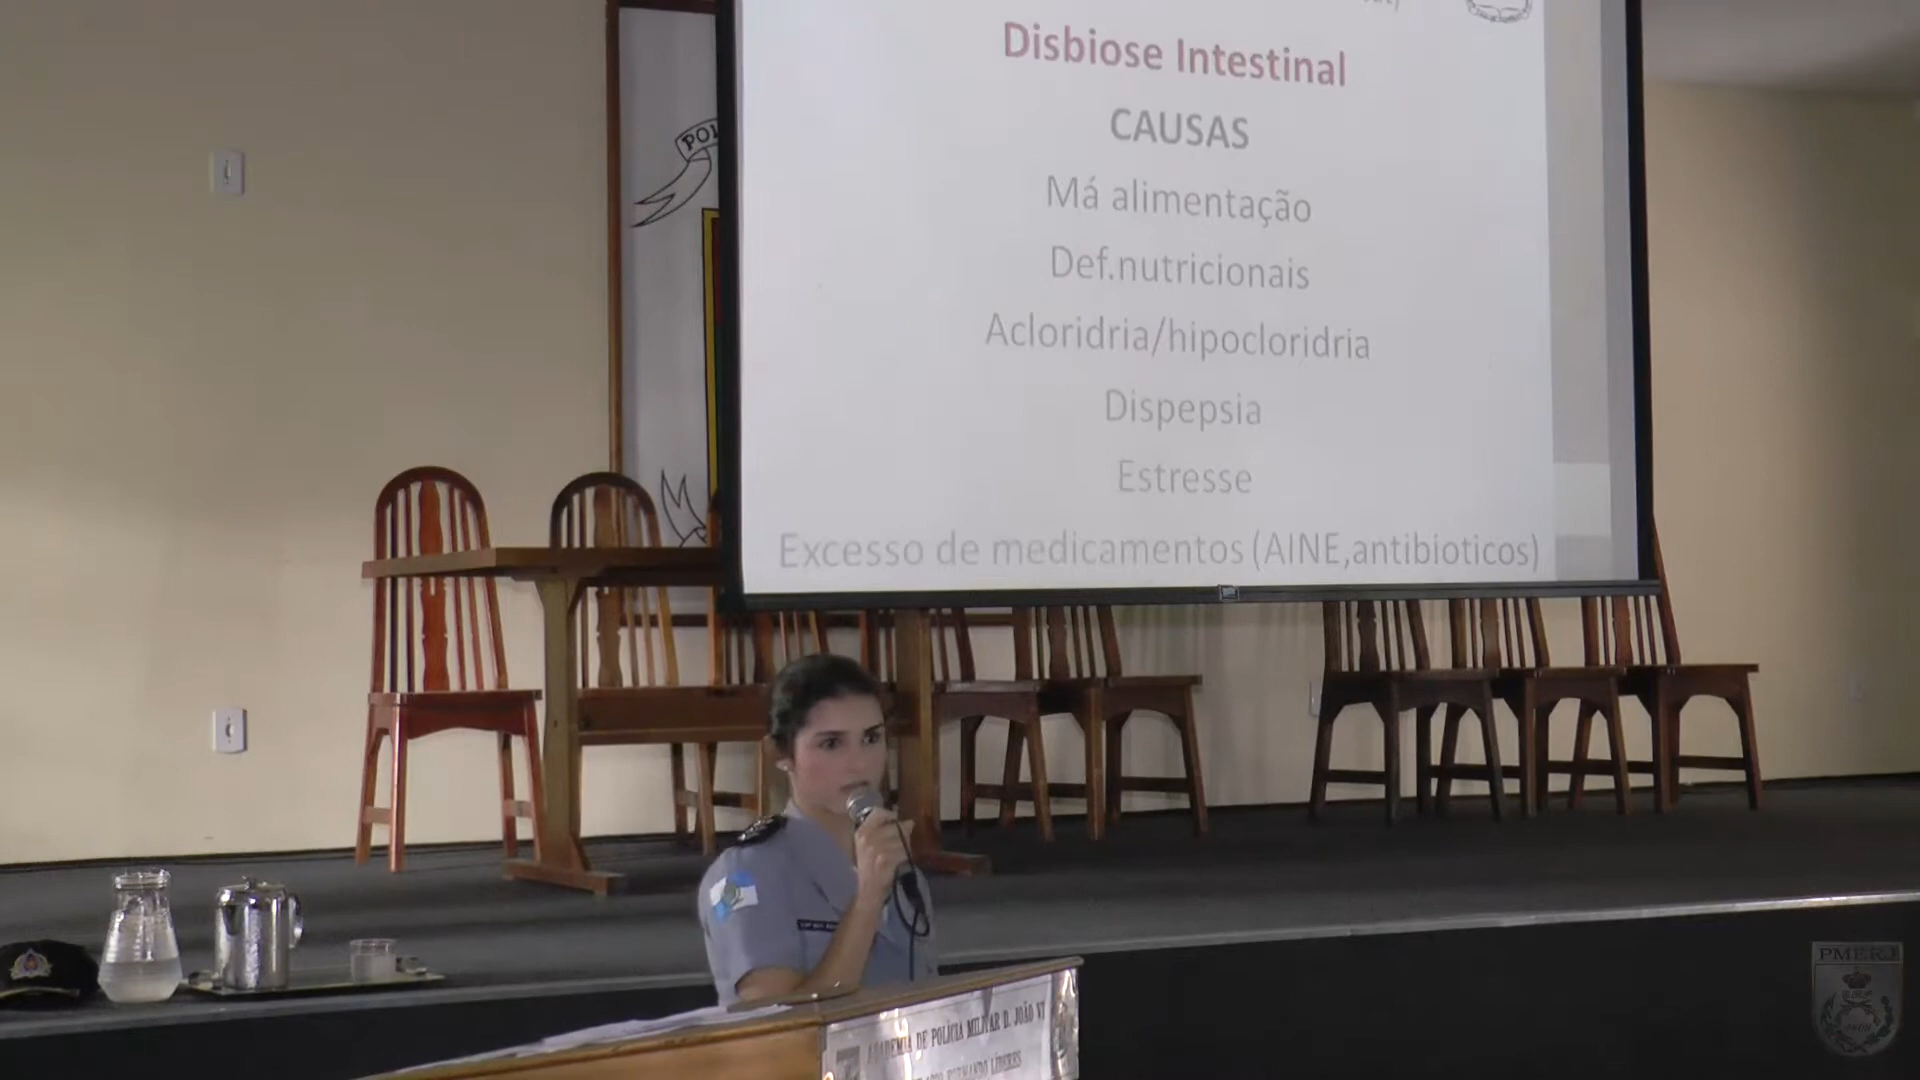 Disbiose Intestinal
CAUSAS
Má alimentação
Def.nutricionais
Acloridria/hipocloridria
Dispepsia
Estresse
Excesso de medicamentos (AINE,antibioticos)
ACADEMIA DE POLÍCIA MILITAR D. JOÃO VI
LÍDERES
PMERJ